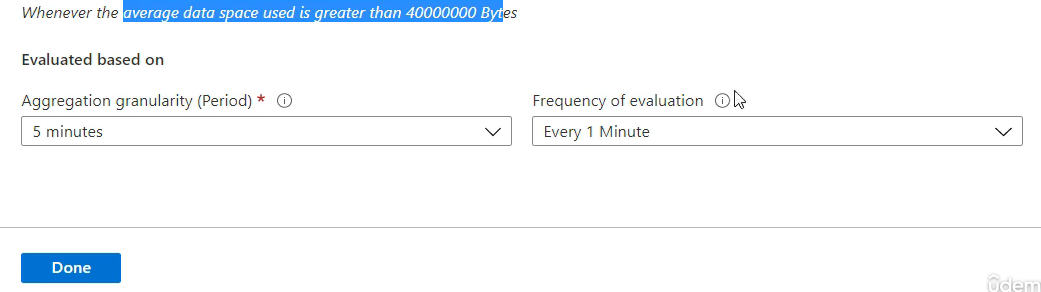 Whenever the average data space used is greater than 40000000 Bytes
Evaluated based on
Aggregation granularity (Period) *
Frequency of evaluation
5 minutes
Every 1 Minute
Done
ûdem